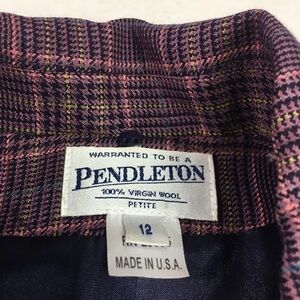 WARRANTED TO BE A
PENDLETON
100% VIRGIN WOOL
PETITE
12
MADE IN U.S.A.